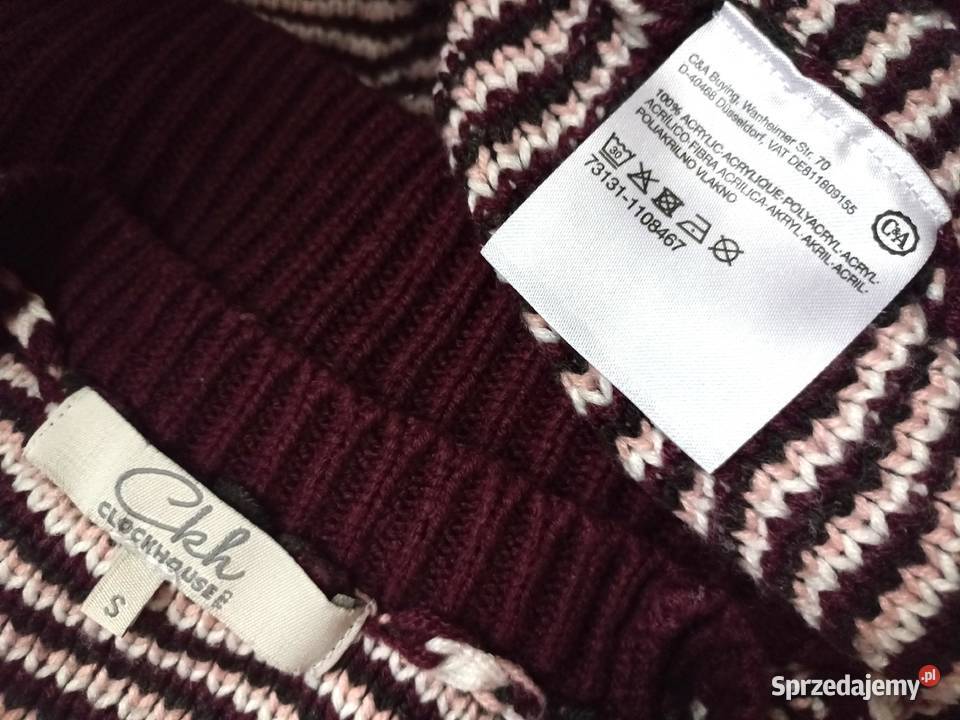 C&A Buying, Wanheimer Str. 70
D-40468 Düsseldorf, VAT DE811809155
C&A
100% ACRYLIC·ACRYLIQUE·POLYACRYL·ACRYL·
ACRÍLICO·FIBRA ACRILICA·AKRYL·AKRIL·ACRIL·
POLIAKRILNO VLAKNO
30
73131-1108467
Ckh
CLOCKHOUSE
S
Sprzedajemy.pl